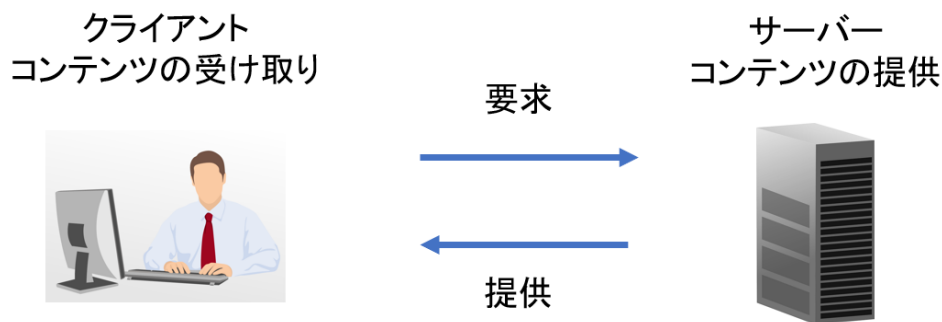 クライアント
コンテンツの受け取り
サーバー
コンテンツの提供
要求
提供